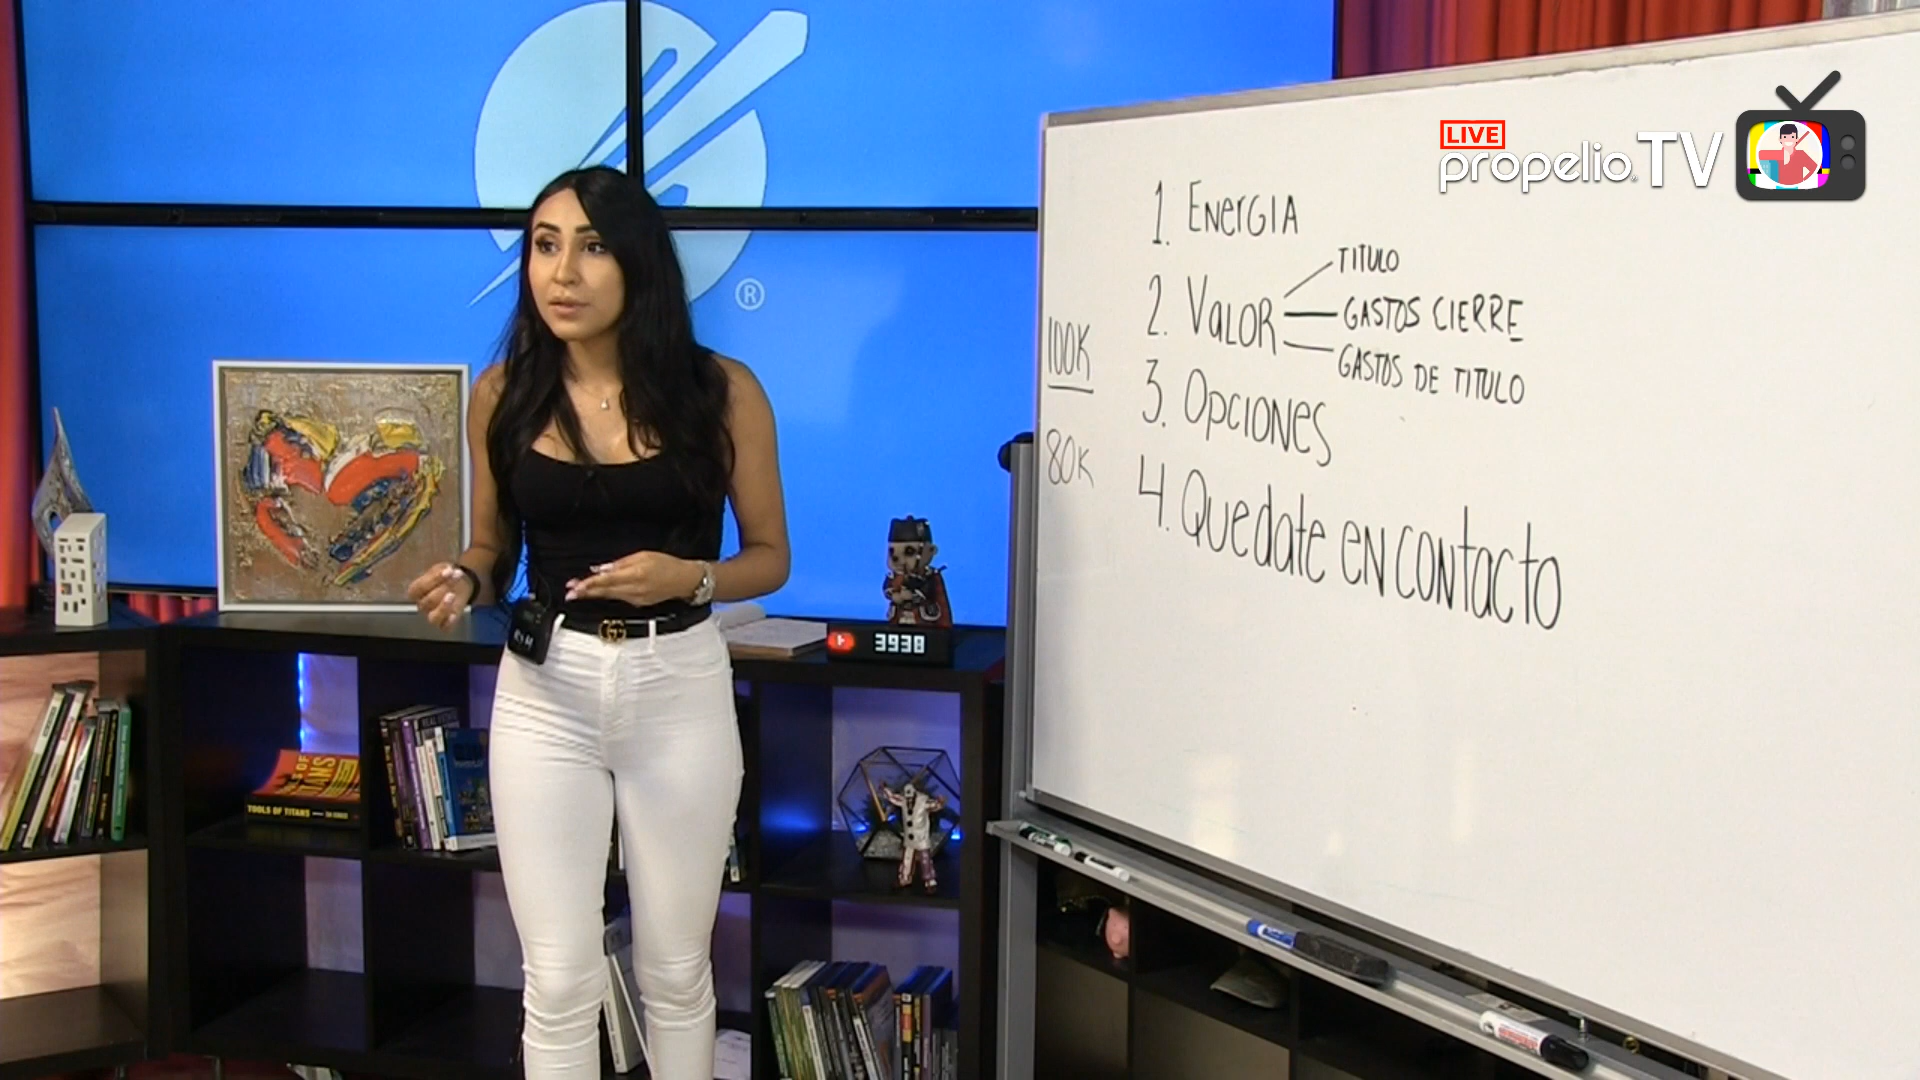 LIVE
propelio.TV
1. ENERGIA
2. VALOR
TITULO
GASTOS CIERRE
GASTOS DE TITULO
3. OPCIONES
4. Quedate EN CONTACTO
100K
80K
®
3938
TOOLS OF TITANS